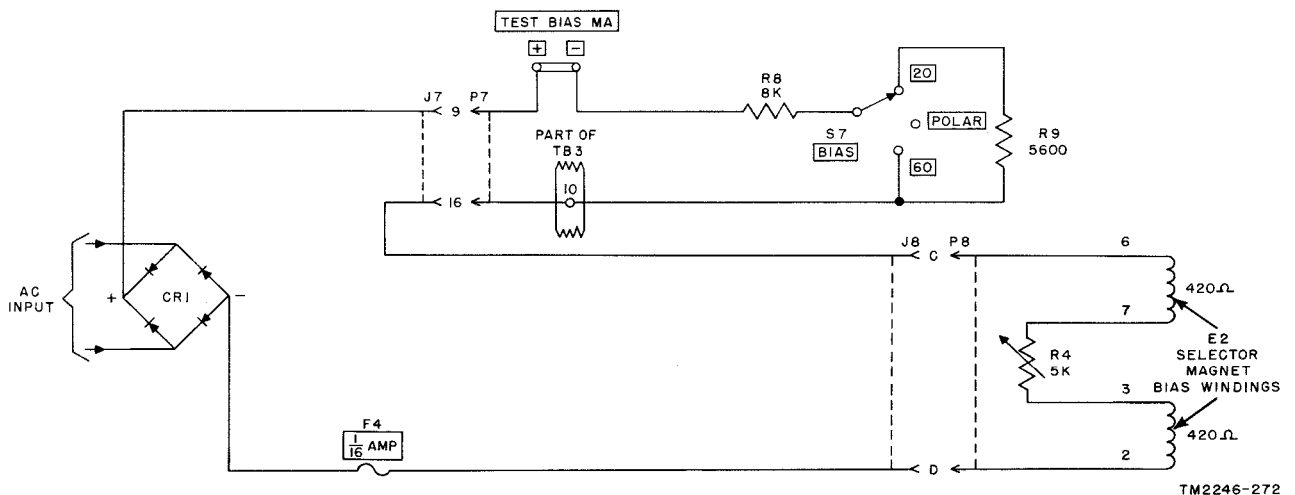 TEST BIAS MA
+ −
R8
8K
20
J7 P7
9
S7
BIAS
POLAR
R9
5600
PART OF
TB3
60
10
16
J8 P8
C
6
AC
INPUT
+ CR1 −
420Ω
7
E2
SELECTOR
MAGNET
BIAS WINDINGS
R4
5K
3
F4
1/16 AMP
420Ω
2
D
TM2246-272